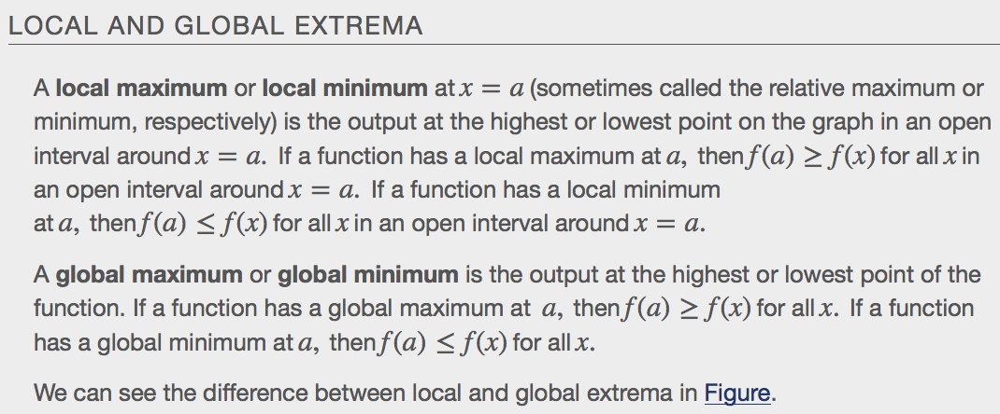 LOCAL AND GLOBAL EXTREMA
A local maximum or local minimum at x = a (sometimes called the relative maximum or
minimum, respectively) is the output at the highest or lowest point on the graph in an open
interval around x = a. If a function has a local maximum at a, then f(a) ≥ f(x) for all x in
an open interval around x = a. If a function has a local minimum
at a, then f(a) ≤ f(x) for all x in an open interval around x = a.
A global maximum or global minimum is the output at the highest or lowest point of the
function. If a function has a global maximum at a, then f(a) ≥ f(x) for all x. If a function
has a global minimum at a, then f(a) ≤ f(x) for all x.
We can see the difference between local and global extrema in Figure.